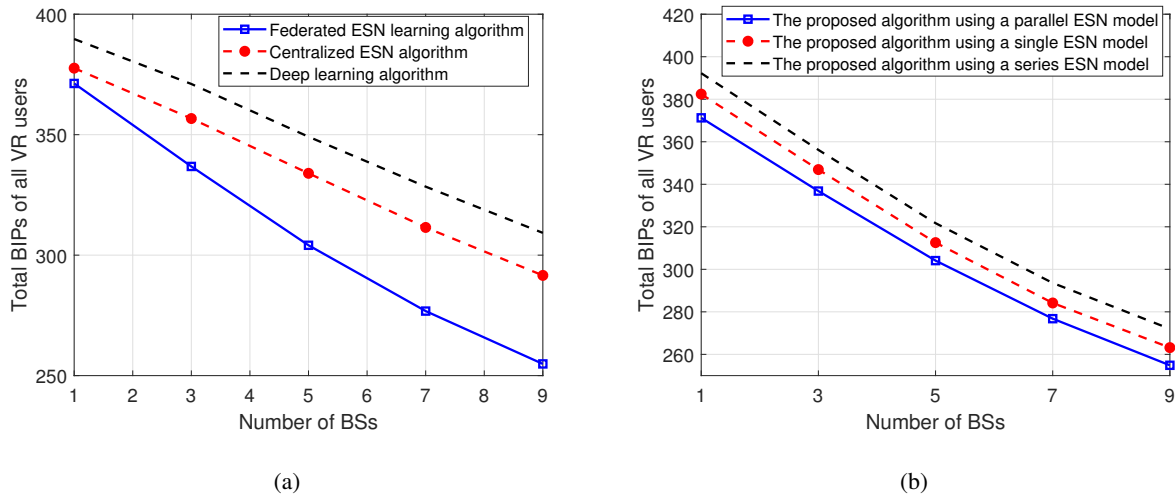 400
350
300
250
Total BIPs of all VR users
Federated ESN learning algorithm
Centralized ESN algorithm
Deep learning algorithm
1 2 3 4 5 6 7 8 9
Number of BSs
(a)
420
400
380
360
340
320
300
280
260
Total BIPs of all VR users
The proposed algorithm using a parallel ESN model
The proposed algorithm using a single ESN model
The proposed algorithm using a series ESN model
1 3 5 7 9
Number of BSs
(b)